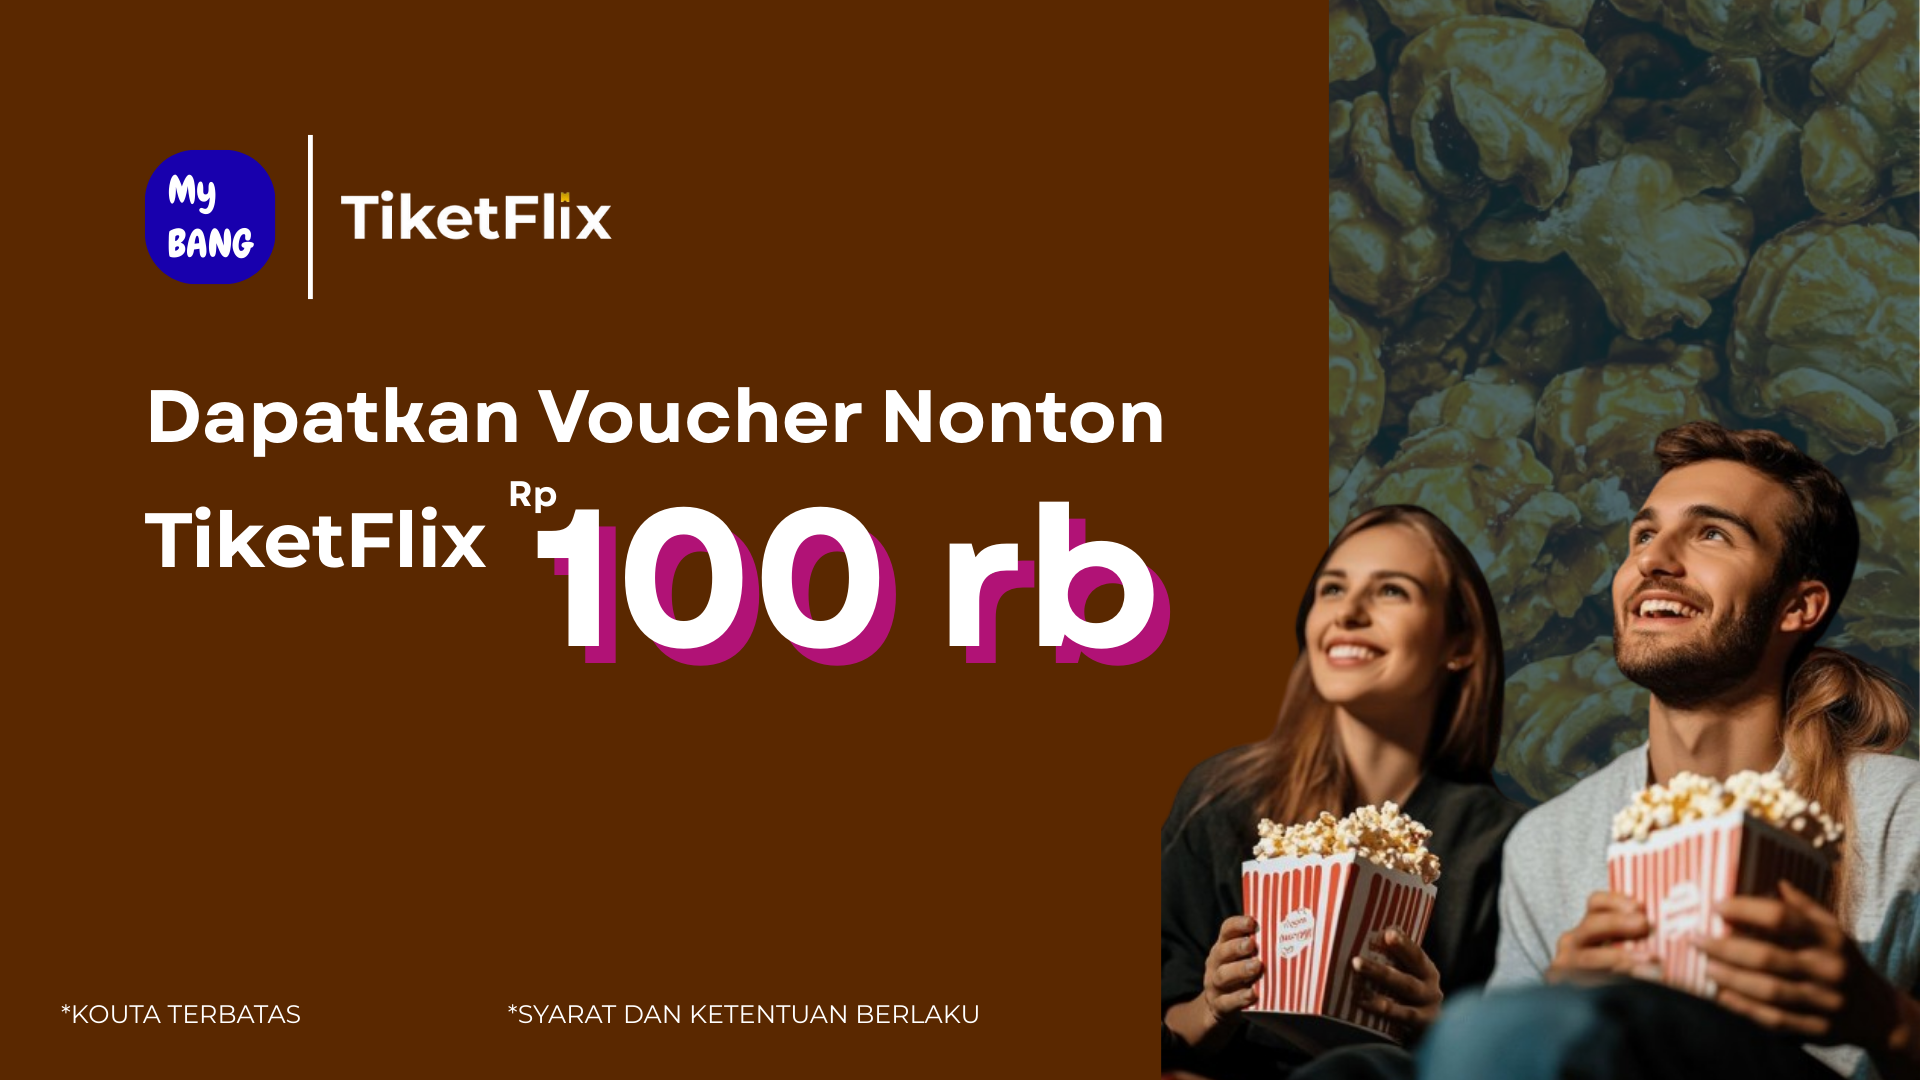 My
BANG
TiketFlix
Dapatkan Voucher Nonton
TiketFlix Rp 100 rb
*KOUTA TERBATAS
*SYARAT DAN KETENTUAN BERLAKU